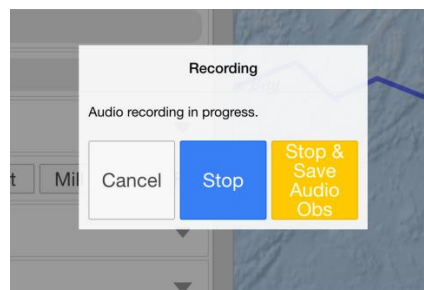 Recording
Audio recording in progress.
t
Mil
Cancel
Stop
Stop &
Save
Audio
Obs